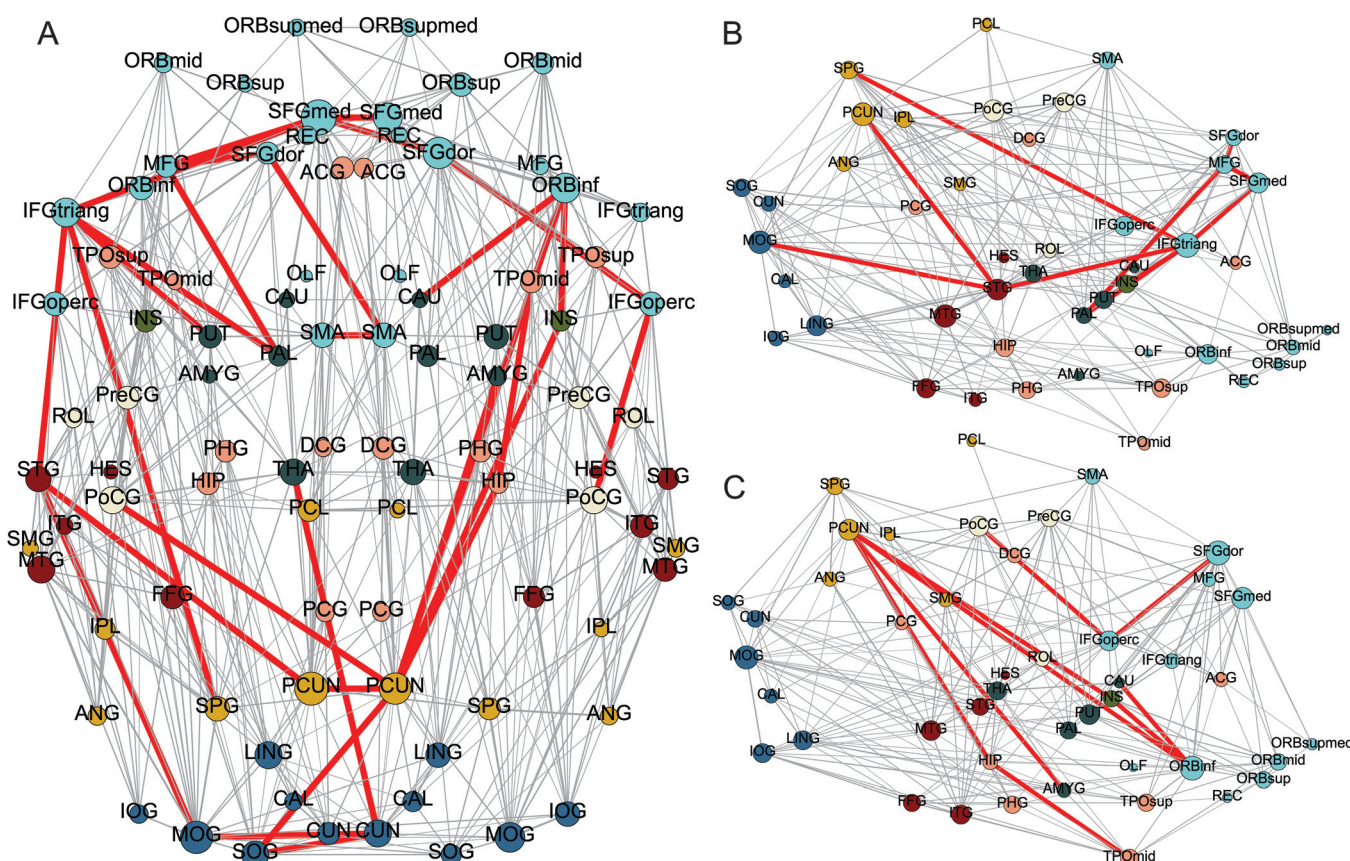 A
ORBsupmed ORBsupmed
ORBmid ORBmid
ORBsup ORBsup
SFGmed SFGmed
REC REC
SFGdor SFGdor
MFG MFG
ACG ACG
ORBinf ORBinf
IFGtriang IFGtriang
TPOsup TPOsup
TPOmid TPOmid
OLF OLF
IFGoperc CAU CAU IFGoperc
INS INS
PUT SMA SMA PUT
PAL PAL
AMYG AMYG
PreCG PreCG
ROL ROL
PHG DCG DCG PHG
STG HES THA THA HES STG
HIP HIP
PoCG PCL PCL PoCG
ITG ITG
SMG SMG
MTG MTG
FFG FFG
PCG PCG
IPL IPL
PCUN PCUN
SPG SPG
ANG ANG
LING LING
CAL CAL
IOG IOG
MOG CUN CUN MOG
SOG SOG
B
PCL
SMA
SPG
PreCG
PoCG
PCUN IPL
DCG SFGdor
ANG MFG
SMG SFGmed
SOG
CUN PCG
IFGoperc
MOG IFGtriang
HES ROL
CAU ACG
THA
CAL STG INS
PUT
PAL
LING MTG
IOG ORBsupmed
HIP OLF ORBinf ORBmid
ORBsup
AMYG REC
FFG PHG TPOsup
ITG
TPOmid
C
PCL
SMA
SPG
PreCG
PoCG
PCUN IPL
DCG SFGdor
ANG MFG
SMG SFGmed
SOG
CUN PCG
IFGoperc
MOG ROL IFGtriang
HES ACG
THA CAU
CAL STG INS
PUT
PAL
MTG
LING
IOG ORBsupmed
HIP OLF ORBinf ORBmid
ORBsup
AMYG REC
FFG PHG TPOsup
ITG
TPOmid